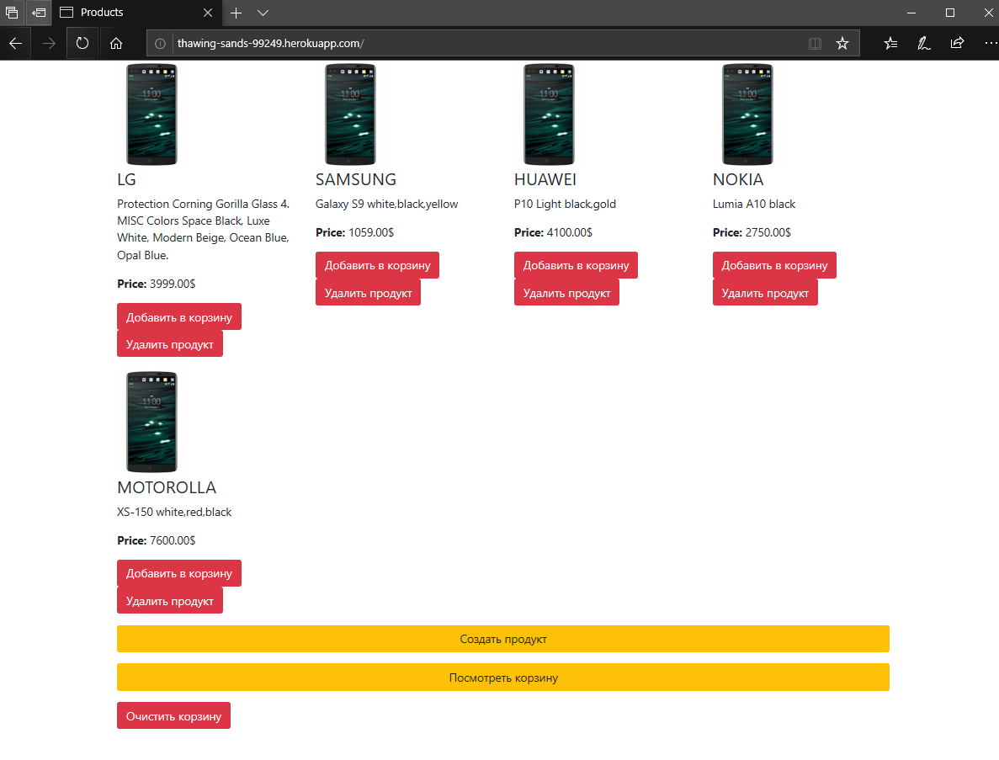 Products
thawing-sands-99249.herokuapp.com/
11:00
11:00
11:00
11:00
LG
Protection Corning Gorilla Glass 4.
MISC Colors Space Black, Luxe
White, Modern Beige, Ocean Blue,
Opal Blue.
Price: 3999.00$
Добавить в корзину
Удалить продукт
SAMSUNG
Galaxy S9 white,black,yellow
Price: 1059.00$
Добавить в корзину
Удалить продукт
HUAWEI
P10 Light black,gold
Price: 4100.00$
Добавить в корзину
Удалить продукт
NOKIA
Lumia A10 black
Price: 2750.00$
Добавить в корзину
Удалить продукт
11:00
MOTOROLLA
XS-150 white,red,black
Price: 7600.00$
Добавить в корзину
Удалить продукт
Создать продукт
Посмотреть корзину
Очистить корзину